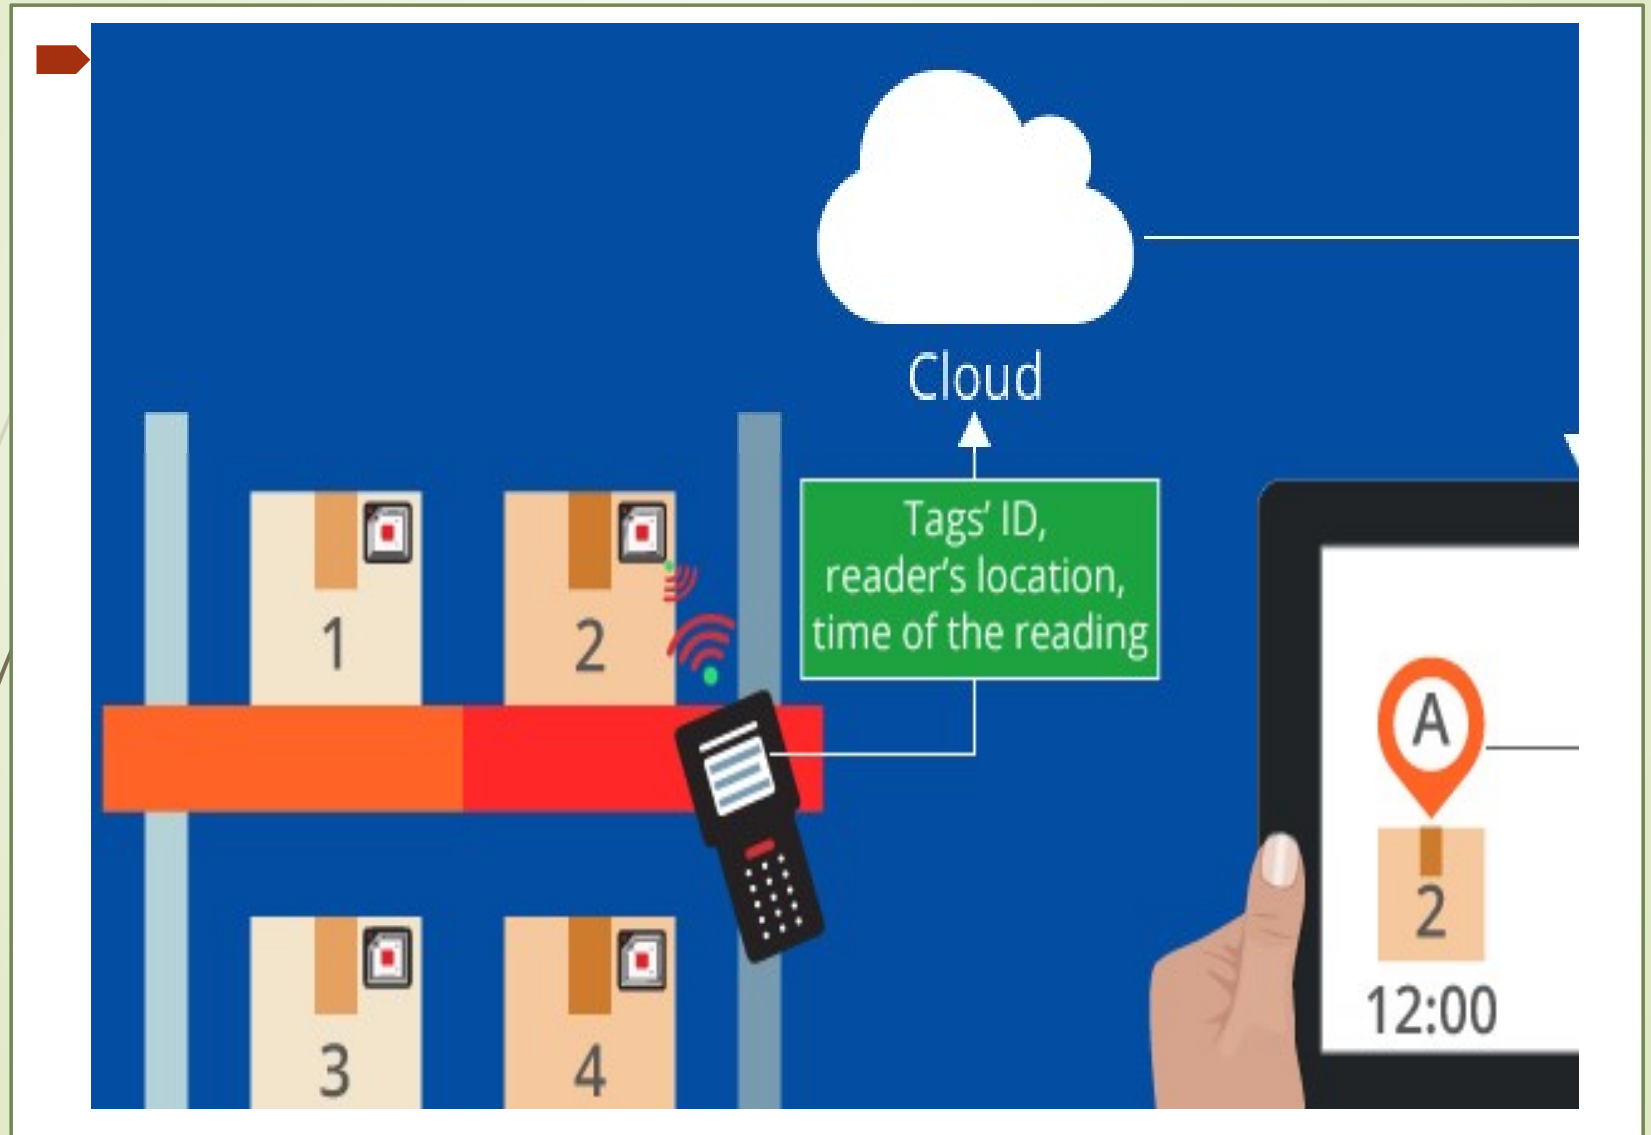 Cloud
Tags’ ID,
reader’s location,
time of the reading
1
2
3
4
A
2
12:00